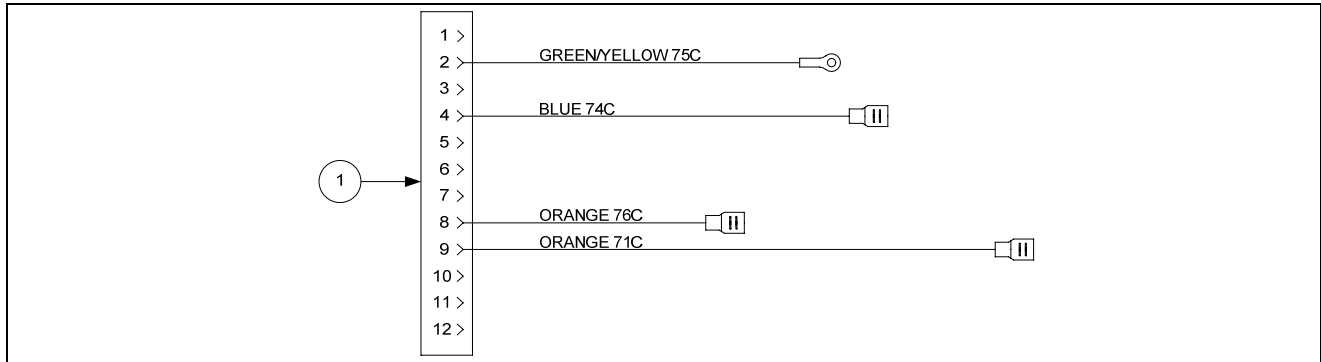 1
2 GREEN/YELLOW 75C
3
4 BLUE 74C
5
6
1
7
8 ORANGE 76C
9 ORANGE 71C
10
11
12